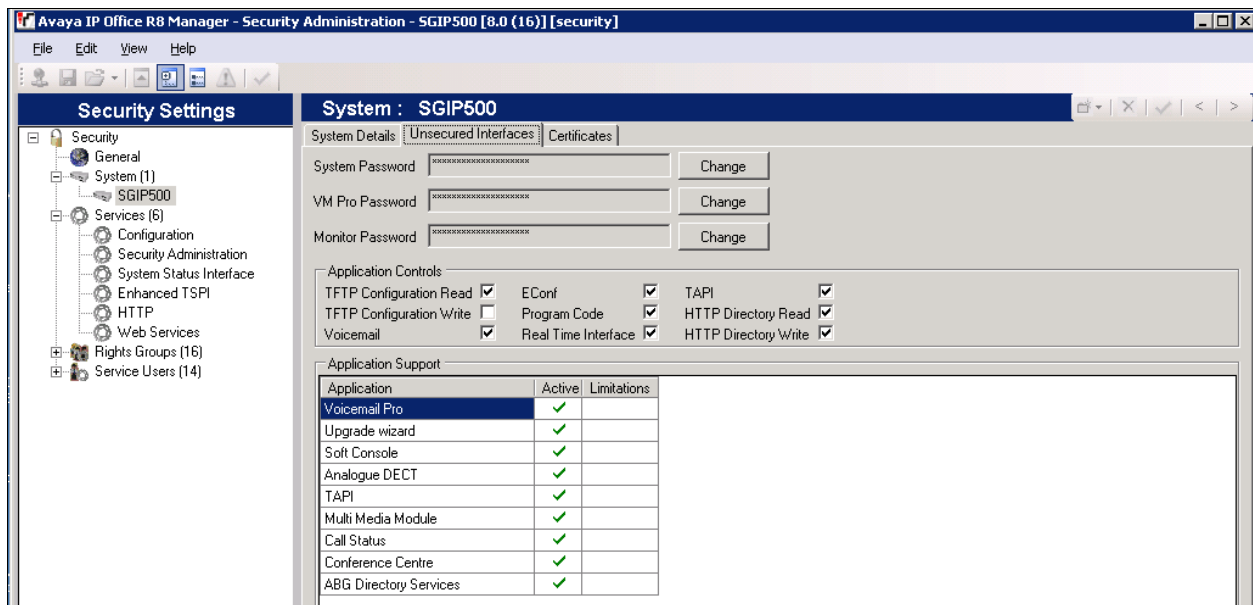 Avaya IP Office R8 Manager - Security Administration - SGIP500 [8.0 (16)] [security]
File Edit View Help
Security Settings
Security
General
System (1)
SGIP500
Services (6)
Configuration
Security Administration
System Status Interface
Enhanced TSPI
HTTP
Web Services
Rights Groups (16)
Service Users (14)
System : SGIP500
System Details Unsecured Interfaces Certificates
System Password ******************** Change
VM Pro Password ******************** Change
Monitor Password ******************** Change
Application Controls
TFTP Configuration Read EConf TAPI
TFTP Configuration Write Program Code HTTP Directory Read
Voicemail Real Time Interface HTTP Directory Write
Application Support
Application Active Limitations
Voicemail Pro
Upgrade wizard
Soft Console
Analogue DECT
TAPI
Multi Media Module
Call Status
Conference Centre
ABG Directory Services